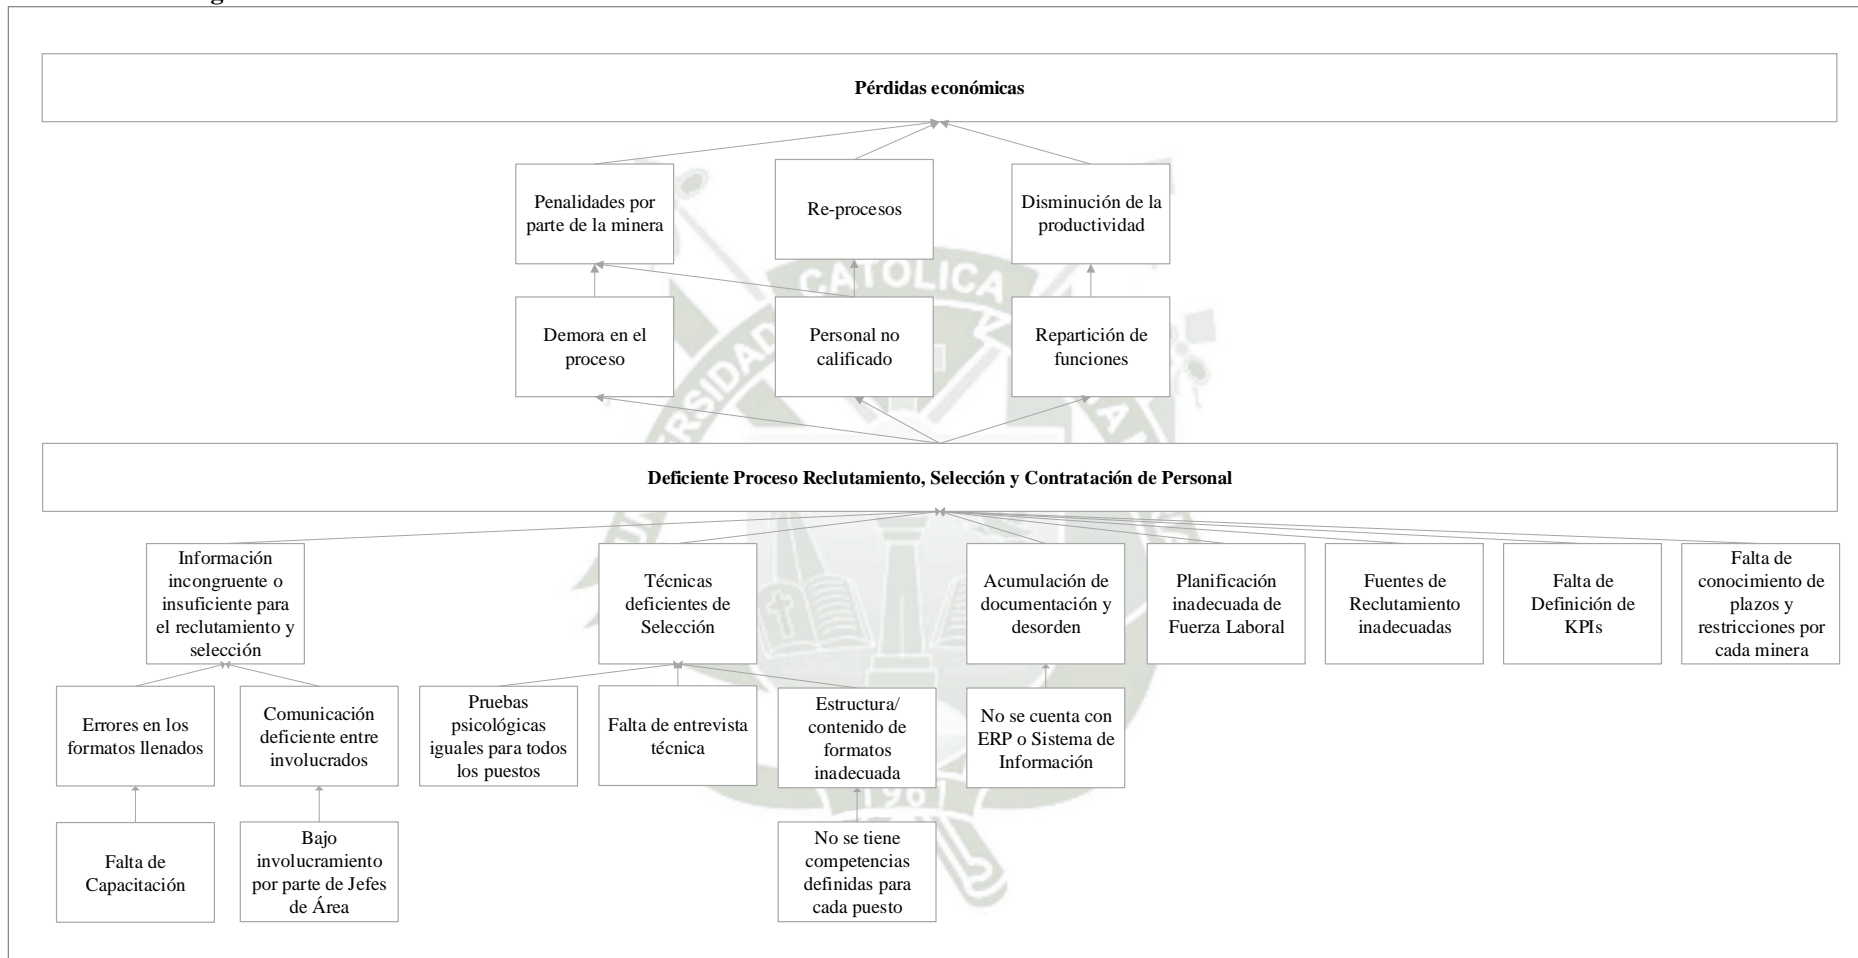 Pérdidas económicas
Penalidades por
parte de la minera
Re-procesos
Disminución de la
productividad
Demora en el
proceso
Personal no
calificado
Repartición de
funciones
Deficiente Proceso Reclutamiento, Selección y Contratación de Personal
Información
incongruente o
insuficiente para
el reclutamiento y
selección
Técnicas
deficientes de
Selección
Acumulación de
documentación y
desorden
Planificación
inadecuada de
Fuerza Laboral
Fuentes de
Reclutamiento
inadecuadas
Falta de
Definición de
KPIs
Falta de
conocimiento de
plazos y
restricciones por
cada minera
Errores en los
formatos llenados
Comunicación
deficiente entre
involucrados
Pruebas
psicológicas
iguales para todos
los puestos
Falta de entrevista
técnica
Estructura/
contenido de
formatos
inadecuada
No se cuenta con
ERP o Sistema de
Información
Falta de
Capacitación
Bajo
involucramiento
por parte de Jefes
de Área
No se tiene
competencias
definidas para
cada puesto
CATOLICA
1961